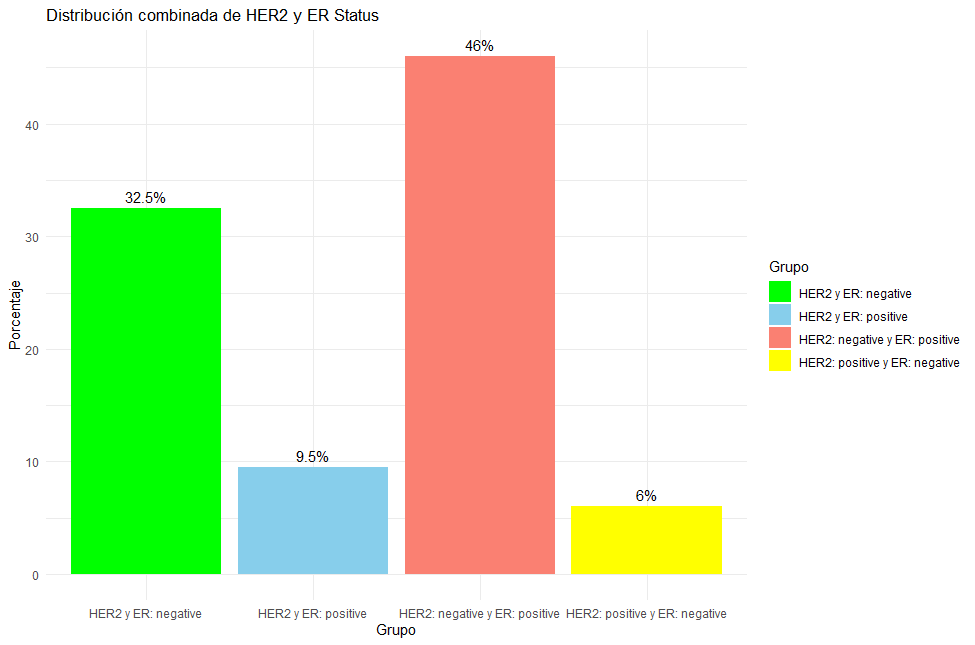 Distribución combinada de HER2 y ER Status
Porcentaje
40
30
20
10
0
32.5%
9.5%
46%
6%
HER2 y ER: negative
HER2 y ER: positive
HER2: negative y ER: positive
HER2: positive y ER: negative
Grupo
Grupo
HER2 y ER: negative
HER2 y ER: positive
HER2: negative y ER: positive
HER2: positive y ER: negative